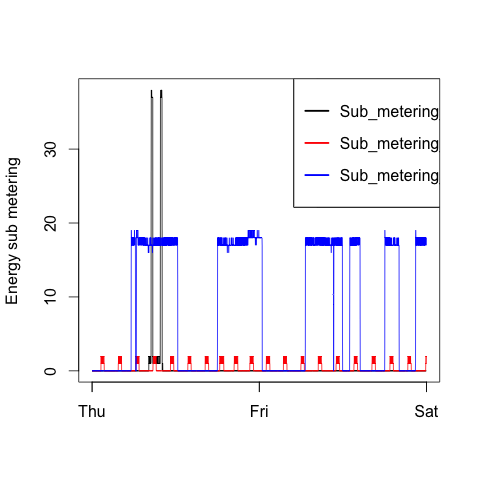 Energy sub metering
30
20
10
0
Sub_metering
Sub_metering
Sub_metering
Thu Fri Sat